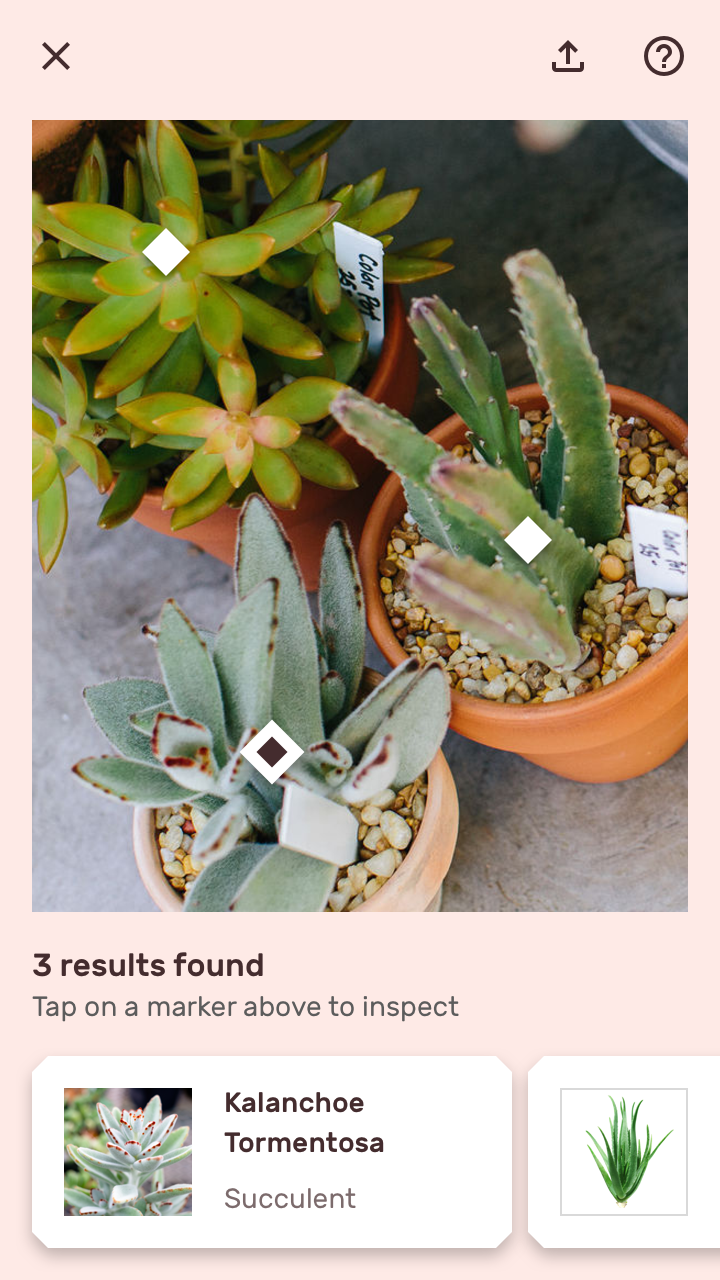 Color Pot
25"
Color Pot
25"
3 results found
Tap on a marker above to inspect
Kalanchoe
Tormentosa
Succulent